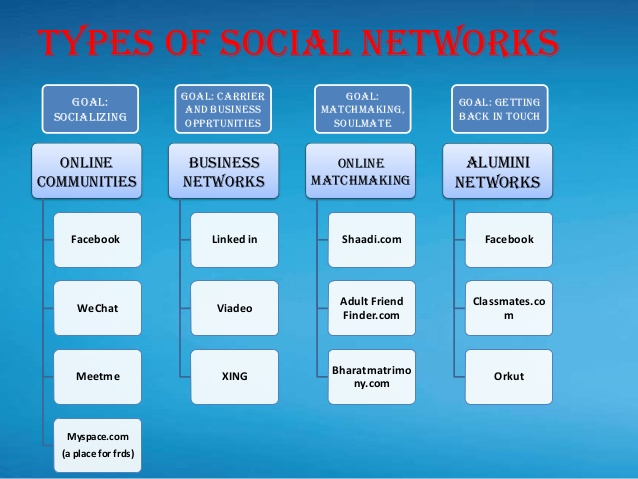 TYPES OF SOCIAL NETWORKS
GOAL:
SOCIALIZING
GOAL: CARRIER
AND BUSINESS
OPPRTUNITIES
GOAL:
MATCHMAKING,
SOULMATE
GOAL: GETTING
BACK IN TOUCH
ONLINE
COMMUNITIES
BUSINESS
NETWORKS
ONLINE
MATCHMAKING
ALUMINI
NETWORKS
Facebook
Linked in
Shaadi.com
Facebook
WeChat
Viadeo
Adult Friend
Finder.com
Classmates.co
m
Meetme
XING
Bharatmatrimo
ny.com
Orkut
Myspace.com
(a place for frds)